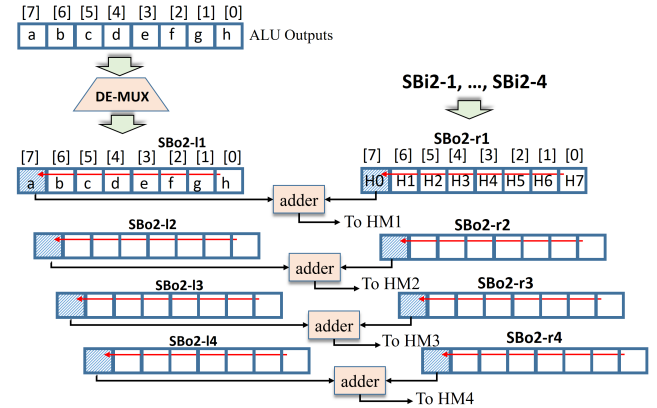 [7] [6] [5] [4] [3] [2] [1] [0]
a b c d e f g h ALU Outputs
DE-MUX
SBi2-1, ..., SBi2-4
SBo2-l1
[7] [6] [5] [4] [3] [2] [1] [0]
a b c d e f g h
SBo2-r1
[7] [6] [5] [4] [3] [2] [1] [0]
H0 H1 H2 H3 H4 H5 H6 H7
adder
To HM1
SBo2-l2
SBo2-r2
adder
To HM2
SBo2-l3
SBo2-r3
adder
To HM3
SBo2-l4
SBo2-r4
adder
To HM4